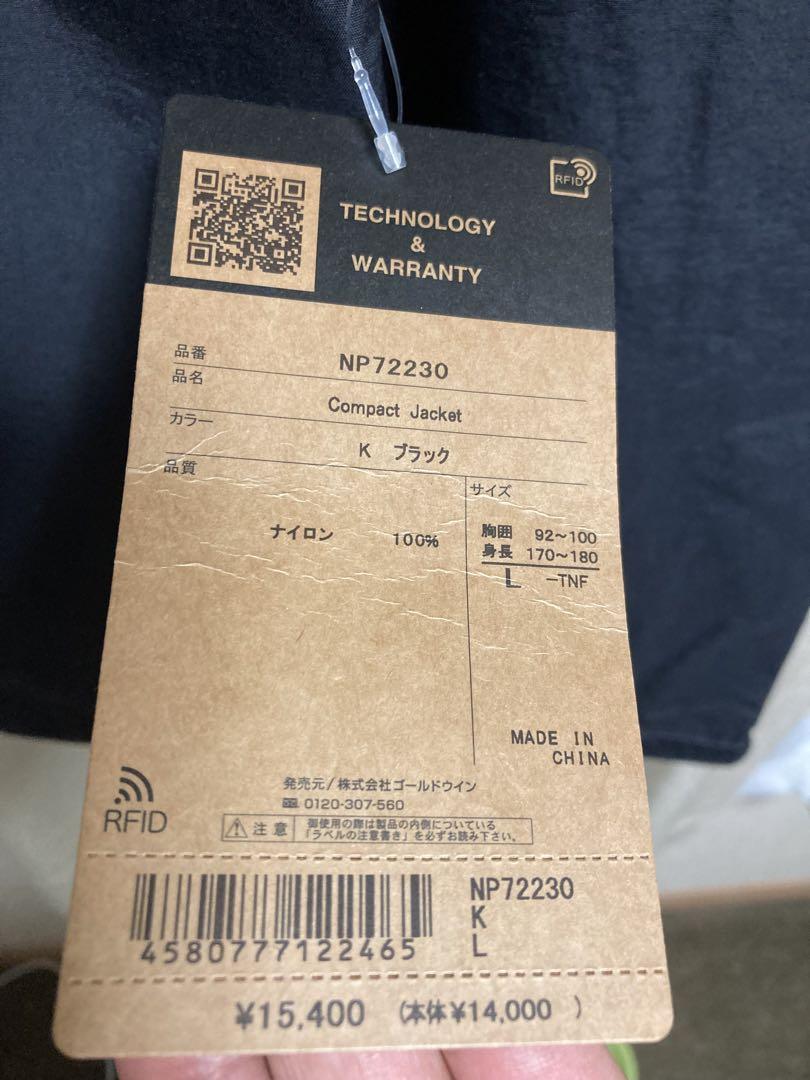 RFID
TECHNOLOGY
&
WARRANTY
品番 NP72230
品名 Compact Jacket
カラー K ブラック
品質
ナイロン 100%
サイズ
胸囲 92~100
身長 170~180
L -TNF
MADE IN
CHINA
RFID
発売元/株式会社ゴールドウイン
0120-307-560
注意
御使用の際は製品の内側についている
「ラベルの注意書き」を必ずお読み下さい。
4580777122465
NP72230
K
L
¥15,400 (本体¥14,000 )